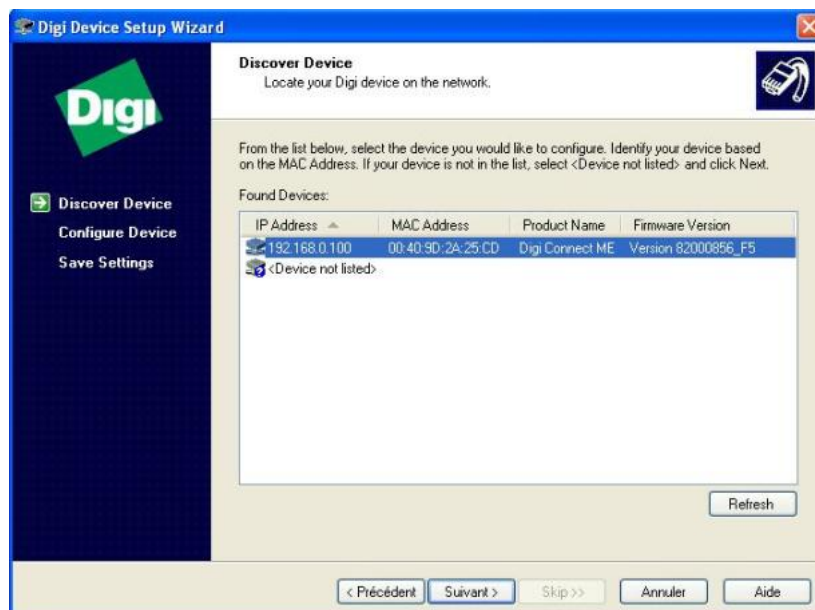 Digi Device Setup Wizard
Digi
Discover Device
Configure Device
Save Settings
Discover Device
Locate your Digi device on the network.
From the list below, select the device you would like to configure. Identify your device based
on the MAC Address. If your device is not in the list, select <Device not listed> and click Next.
Found Devices:
IP Address MAC Address Product Name Firmware Version
192.168.0.100 00:40:9D:2A:25:CD Digi Connect ME Version 82000856_F5
<Device not listed>
Refresh
< Précédent Suivant > Skip >> Annuler Aide